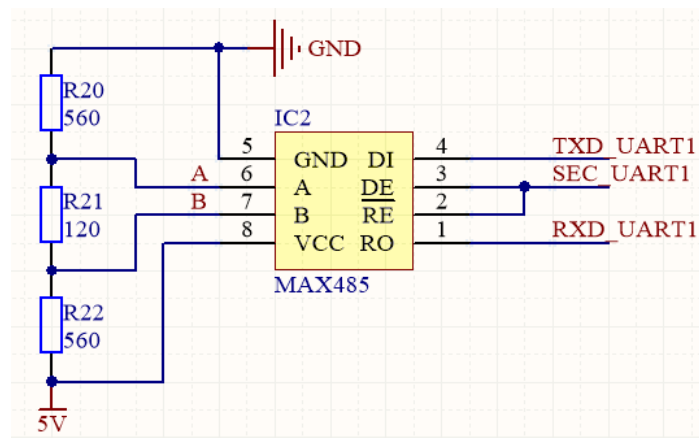 GND
R20
560
IC2
5
4
TXD_UART1
GND
DI
A
6
3
SEC_UART1
A
DE
R21
120
B
7
2
B
RE
8
1
RXD_UART1
VCC
RO
MAX485
R22
560
5V